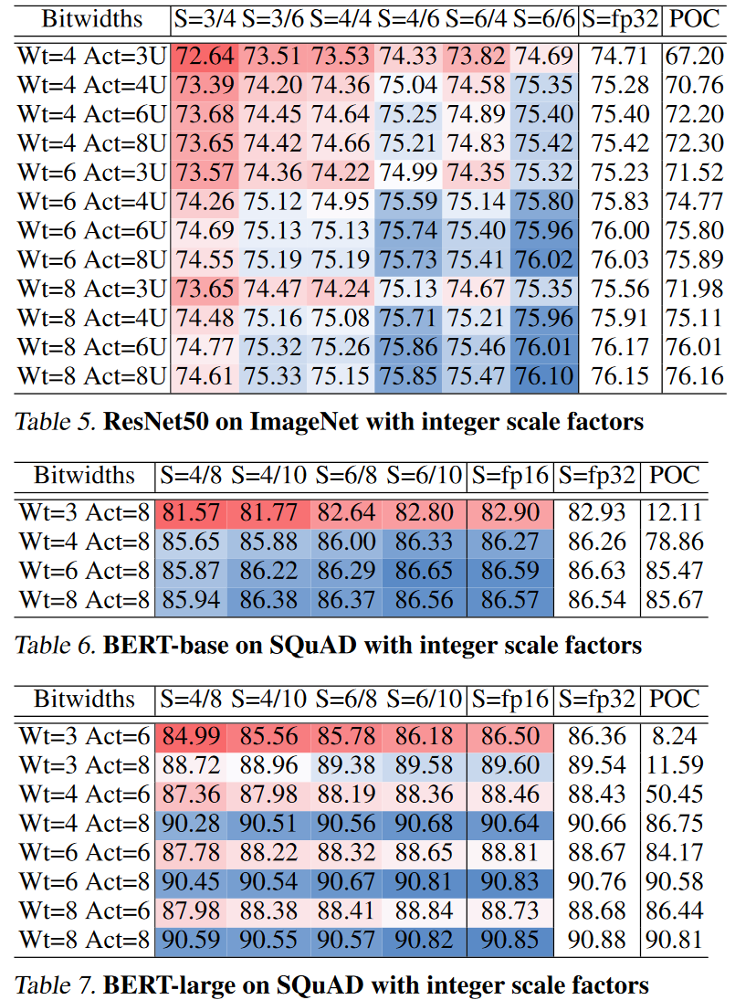 Bitwidths S=3/4 S=3/6 S=4/4 S=4/6 S=6/4 S=6/6 S=fp32 POC
Wt=4 Act=3U 72.64 73.51 73.53 74.33 73.82 74.69 74.71 67.20
Wt=4 Act=4U 73.39 74.20 74.36 75.04 74.58 75.35 75.28 70.76
Wt=4 Act=6U 73.68 74.45 74.64 75.25 74.89 75.40 75.40 72.20
Wt=4 Act=8U 73.65 74.42 74.66 75.21 74.83 75.42 75.42 72.30
Wt=6 Act=3U 73.57 74.36 74.22 74.99 74.35 75.32 75.23 71.52
Wt=6 Act=4U 74.26 75.12 74.95 75.59 75.14 75.80 75.83 74.77
Wt=6 Act=6U 74.69 75.13 75.13 75.74 75.40 75.96 76.00 75.80
Wt=6 Act=8U 74.55 75.19 75.19 75.73 75.41 76.02 76.03 75.89
Wt=8 Act=3U 73.65 74.47 74.24 75.13 74.67 75.35 75.56 71.98
Wt=8 Act=4U 74.48 75.16 75.08 75.71 75.21 75.96 75.91 75.11
Wt=8 Act=6U 74.77 75.32 75.26 75.86 75.46 76.01 76.17 76.01
Wt=8 Act=8U 74.61 75.33 75.15 75.85 75.47 76.10 76.15 76.16
Table 5. ResNet50 on ImageNet with integer scale factors
Bitwidths S=4/8 S=4/10 S=6/8 S=6/10 S=fp16 S=fp32 POC
Wt=3 Act=8 81.57 81.77 82.64 82.80 82.90 82.93 12.11
Wt=4 Act=8 85.65 85.88 86.00 86.33 86.27 86.26 78.86
Wt=6 Act=8 85.87 86.22 86.29 86.65 86.59 86.63 85.47
Wt=8 Act=8 85.94 86.38 86.37 86.56 86.57 86.54 85.67
Table 6. BERT-base on SQuAD with integer scale factors
Bitwidths S=4/8 S=4/10 S=6/8 S=6/10 S=fp16 S=fp32 POC
Wt=3 Act=6 84.99 85.56 85.78 86.18 86.50 86.36 8.24
Wt=3 Act=8 88.72 88.96 89.38 89.58 89.60 89.54 11.59
Wt=4 Act=6 87.36 87.98 88.19 88.36 88.46 88.43 50.45
Wt=4 Act=8 90.28 90.51 90.56 90.68 90.64 90.66 86.75
Wt=6 Act=6 87.78 88.22 88.32 88.65 88.81 88.67 84.17
Wt=6 Act=8 90.45 90.54 90.67 90.81 90.83 90.76 90.58
Wt=8 Act=6 87.98 88.38 88.41 88.84 88.73 88.68 86.44
Wt=8 Act=8 90.59 90.55 90.57 90.82 90.85 90.88 90.81
Table 7. BERT-large on SQuAD with integer scale factors